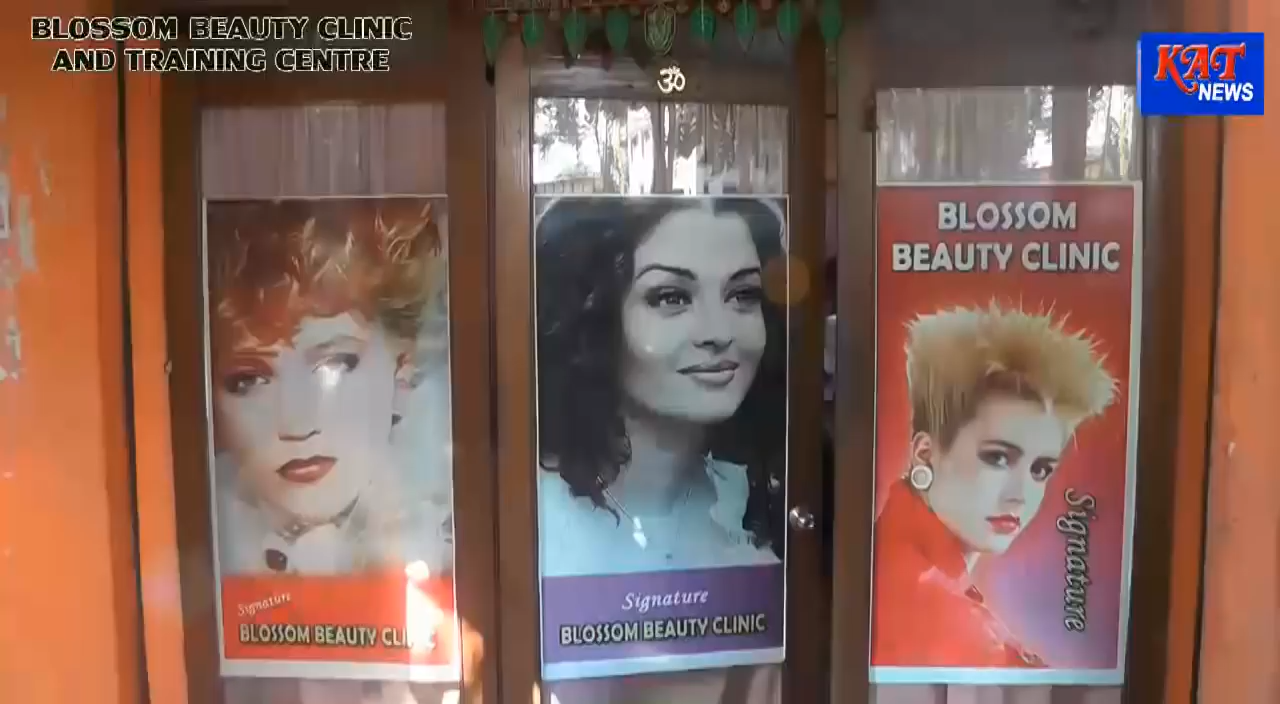 BLOSSOM BEAUTY CLINIC
AND TRAINING CENTRE
KAT
NEWS
ॐ
Signature
BLOSSOM BEAUTY CLINIC
Signature
BLOSSOM BEAUTY CLINIC
BLOSSOM
BEAUTY CLINIC
Signature